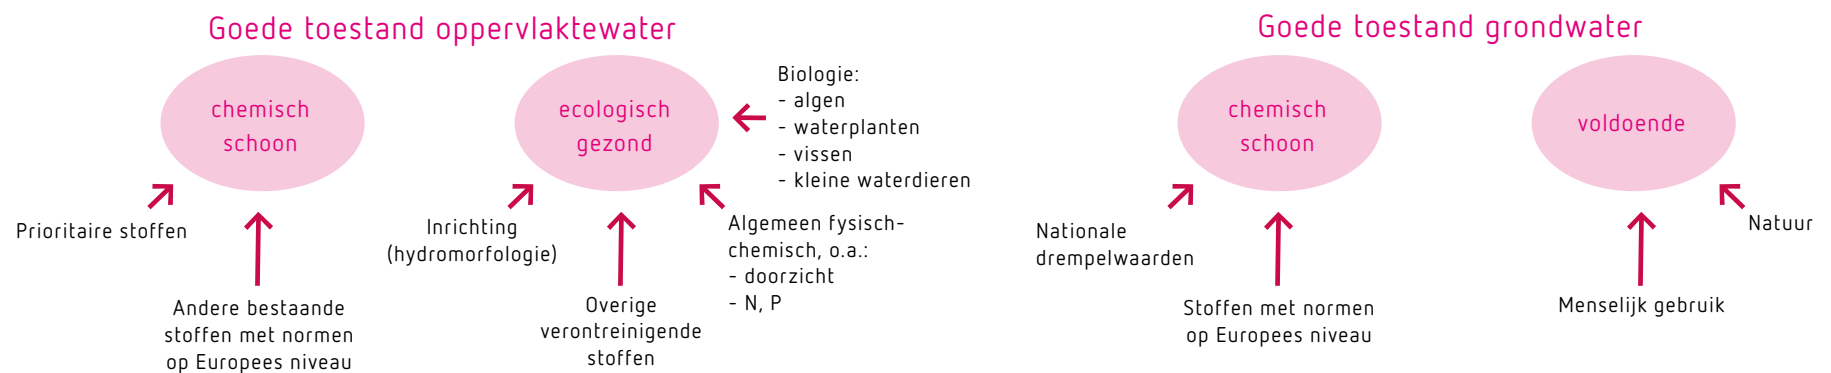 Goede toestand oppervlaktewater
chemisch
schoon
Prioritaire stoffen
Andere bestaande
stoffen met normen
op Europees niveau
ecologisch
gezond
Inrichting
(hydromorfologie)
Overige
verontreinigende
stoffen
Algemeen fysisch-
chemisch, o.a.:
- doorzicht
- N, P
Biologie:
- algen
- waterplanten
- vissen
- kleine waterdieren
Goede toestand grondwater
chemisch
schoon
Nationale
drempelwaarden
Stoffen met normen
op Europees niveau
voldoende
Menselijk gebruik
Natuur